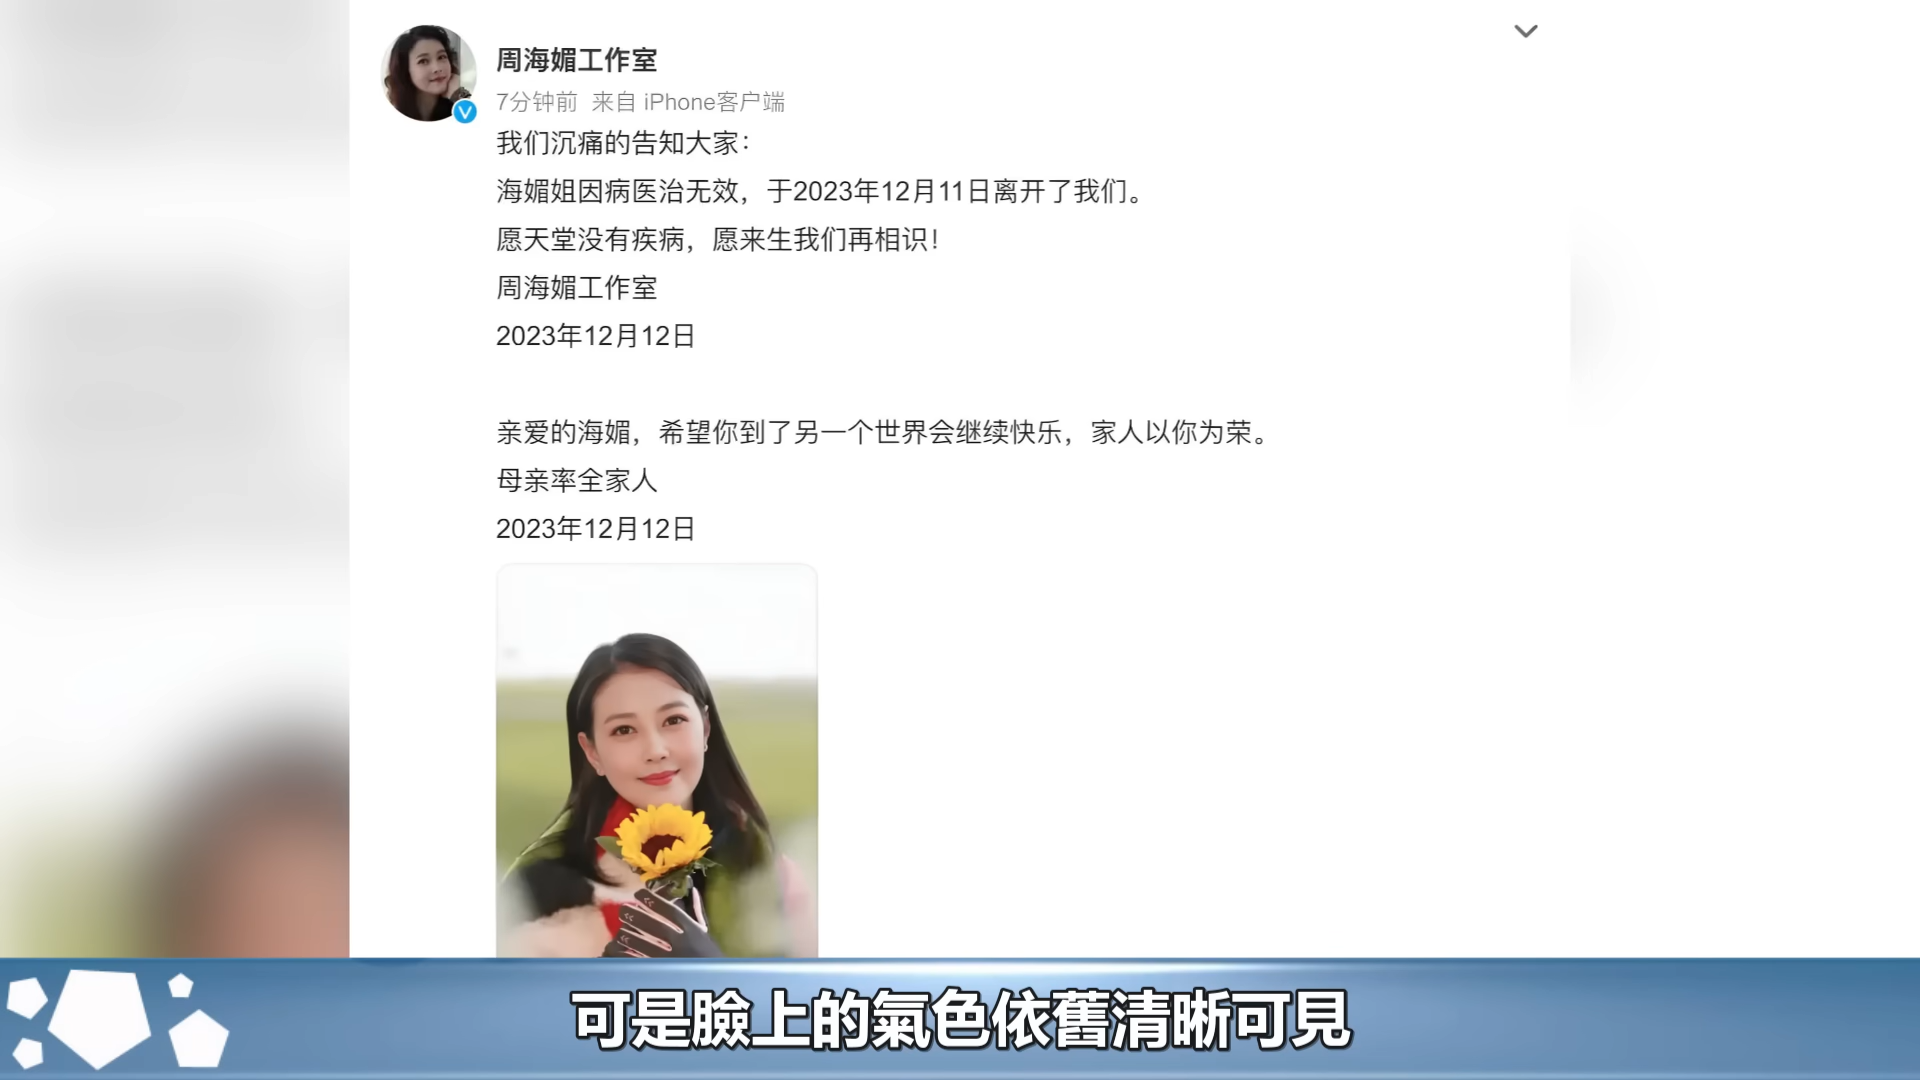 周海媚工作室
7分钟前 来自 iPhone客户端
我们沉痛的告知大家：
海媚姐因病医治无效，于2023年12月11日离开了我们。
愿天堂没有疾病，愿来生我们再相识！
周海媚工作室
2023年12月12日
亲爱的海媚，希望你到了另一个世界会继续快乐，家人以你为荣。
母亲率全家人
2023年12月12日
可是臉上的氣色依舊清晰可見